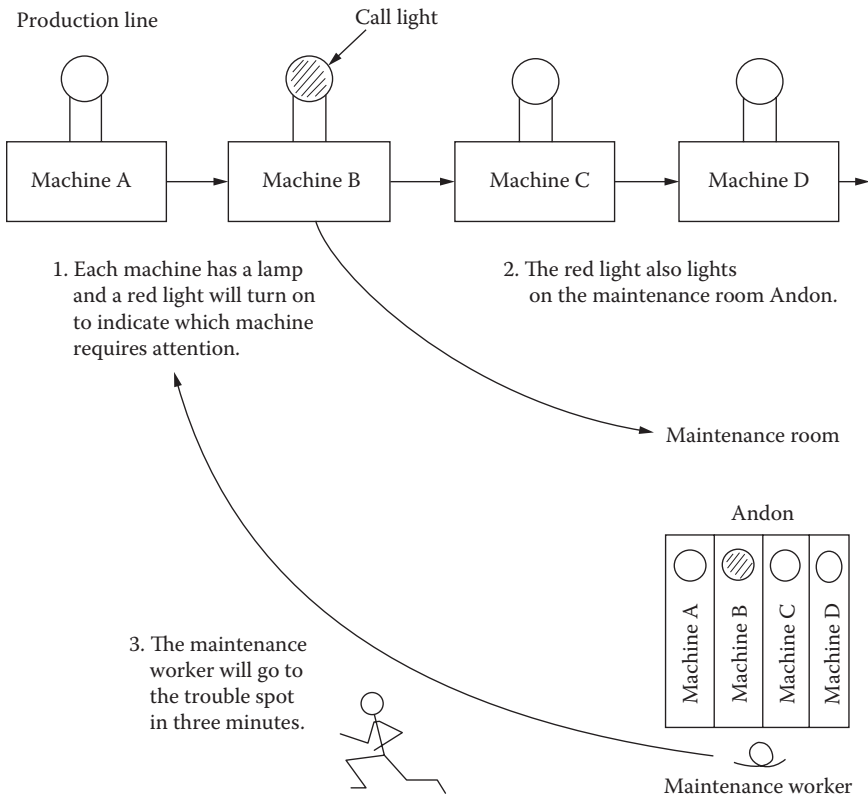 Production line
Call light
Machine A
Machine B
Machine C
Machine D
1. Each machine has a lamp
and a red light will turn on
to indicate which machine
requires attention.
2. The red light also lights
on the maintenance room Andon.
Maintenance room
Andon
Machine A
Machine B
Machine C
Machine D
3. The maintenance
worker will go to
the trouble spot
in three minutes.
Maintenance worker